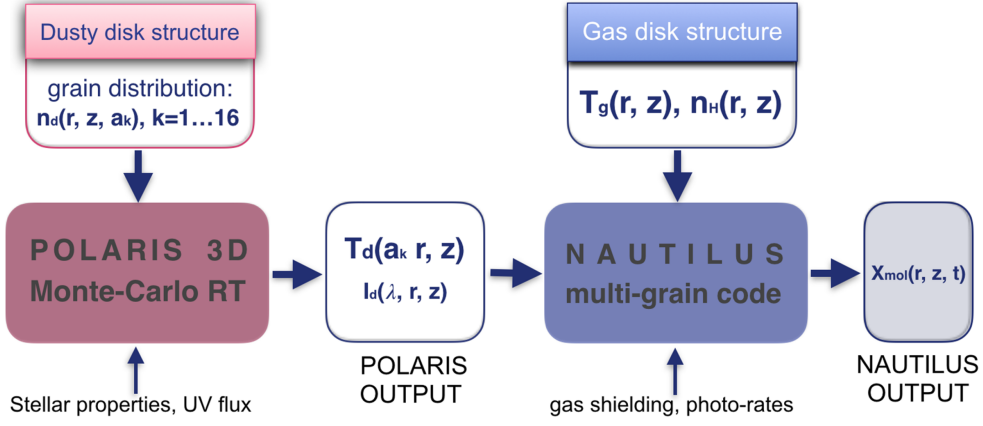 Dusty disk structure
grain distribution:
nd(r, z, ak), k=1...16
POLARIS 3D
Monte-Carlo RT
Stellar properties, UV flux
Td(ak r, z)
Id(λ, r, z)
POLARIS
OUTPUT
Gas disk structure
Tg(r, z), nH(r, z)
NAUTILUS
multi-grain code
gas shielding, photo-rates
Xmol(r, z, t)
NAUTILUS
OUTPUT